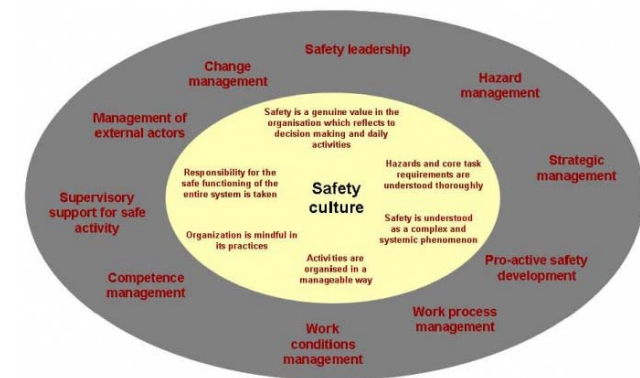 Safety leadership
Change
management
Hazard
management
Management of
external actors
Safety is a genuine value in the
organisation which reflects to
decision making and daily
activities
Strategic
management
Responsibility for the
safe functioning of the
entire system is taken
Hazards and core task
requirements are
understood thoroughly
Safety
culture
Supervisory
support for safe
activity
Safety is understood
as a complex and
systemic phenomenon
Organization is mindful in
its practices
Activities are
organised in a
manageable way
Pro-active safety
development
Competence
management
Work process
management
Work
conditions
management